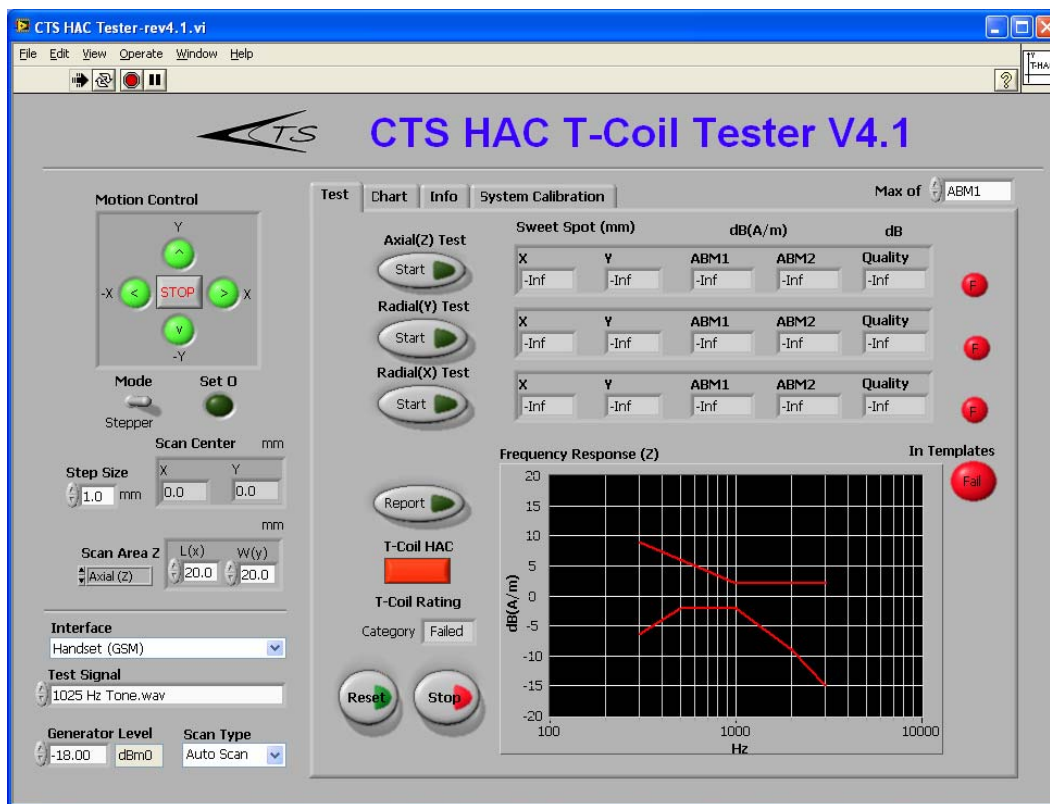 CTS HAC Tester-rev4.1.vi
File Edit View Operate Window Help
T-HA
CTS
CTS HAC T-Coil Tester V4.1
Motion Control
Y
^
-X < STOP > X
v
-Y
Mode Set 0
Stepper
Scan Center mm
Step Size X Y
1.0 mm 0.0 0.0
mm
Scan Area Z L(x) W(y)
Axial (Z) 20.0 20.0
Interface
Handset (GSM)
Test Signal
1025 Hz Tone.wav
Generator Level Scan Type
-18.00 dBm0 Auto Scan
Test Chart Info System Calibration
Max of ABM1
Sweet Spot (mm) dB(A/m) dB
Axial(Z) Test
Start
X Y ABM1 ABM2 Quality
-Inf -Inf -Inf -Inf -Inf F
Radial(Y) Test
Start
X Y ABM1 ABM2 Quality
-Inf -Inf -Inf -Inf -Inf F
Radial(X) Test
Start
X Y ABM1 ABM2 Quality
-Inf -Inf -Inf -Inf -Inf F
Report
T-Coil HAC
T-Coil Rating
Category Failed
Reset Stop
Frequency Response (Z)
In Templates
Fail
dB(A/m)
20
15
10
5
0
-5
-10
-15
-20
100 1000 10000
Hz